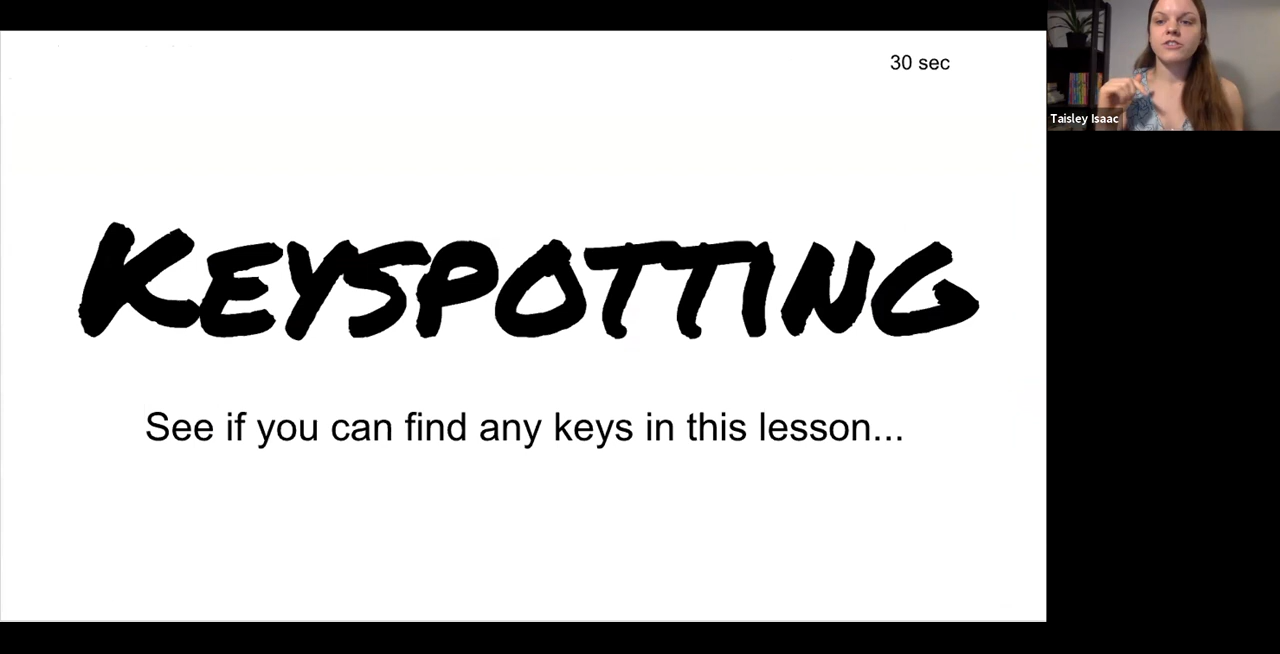 30 sec
KEYSPOTTING
See if you can find any keys in this lesson...
Taisley Isaac